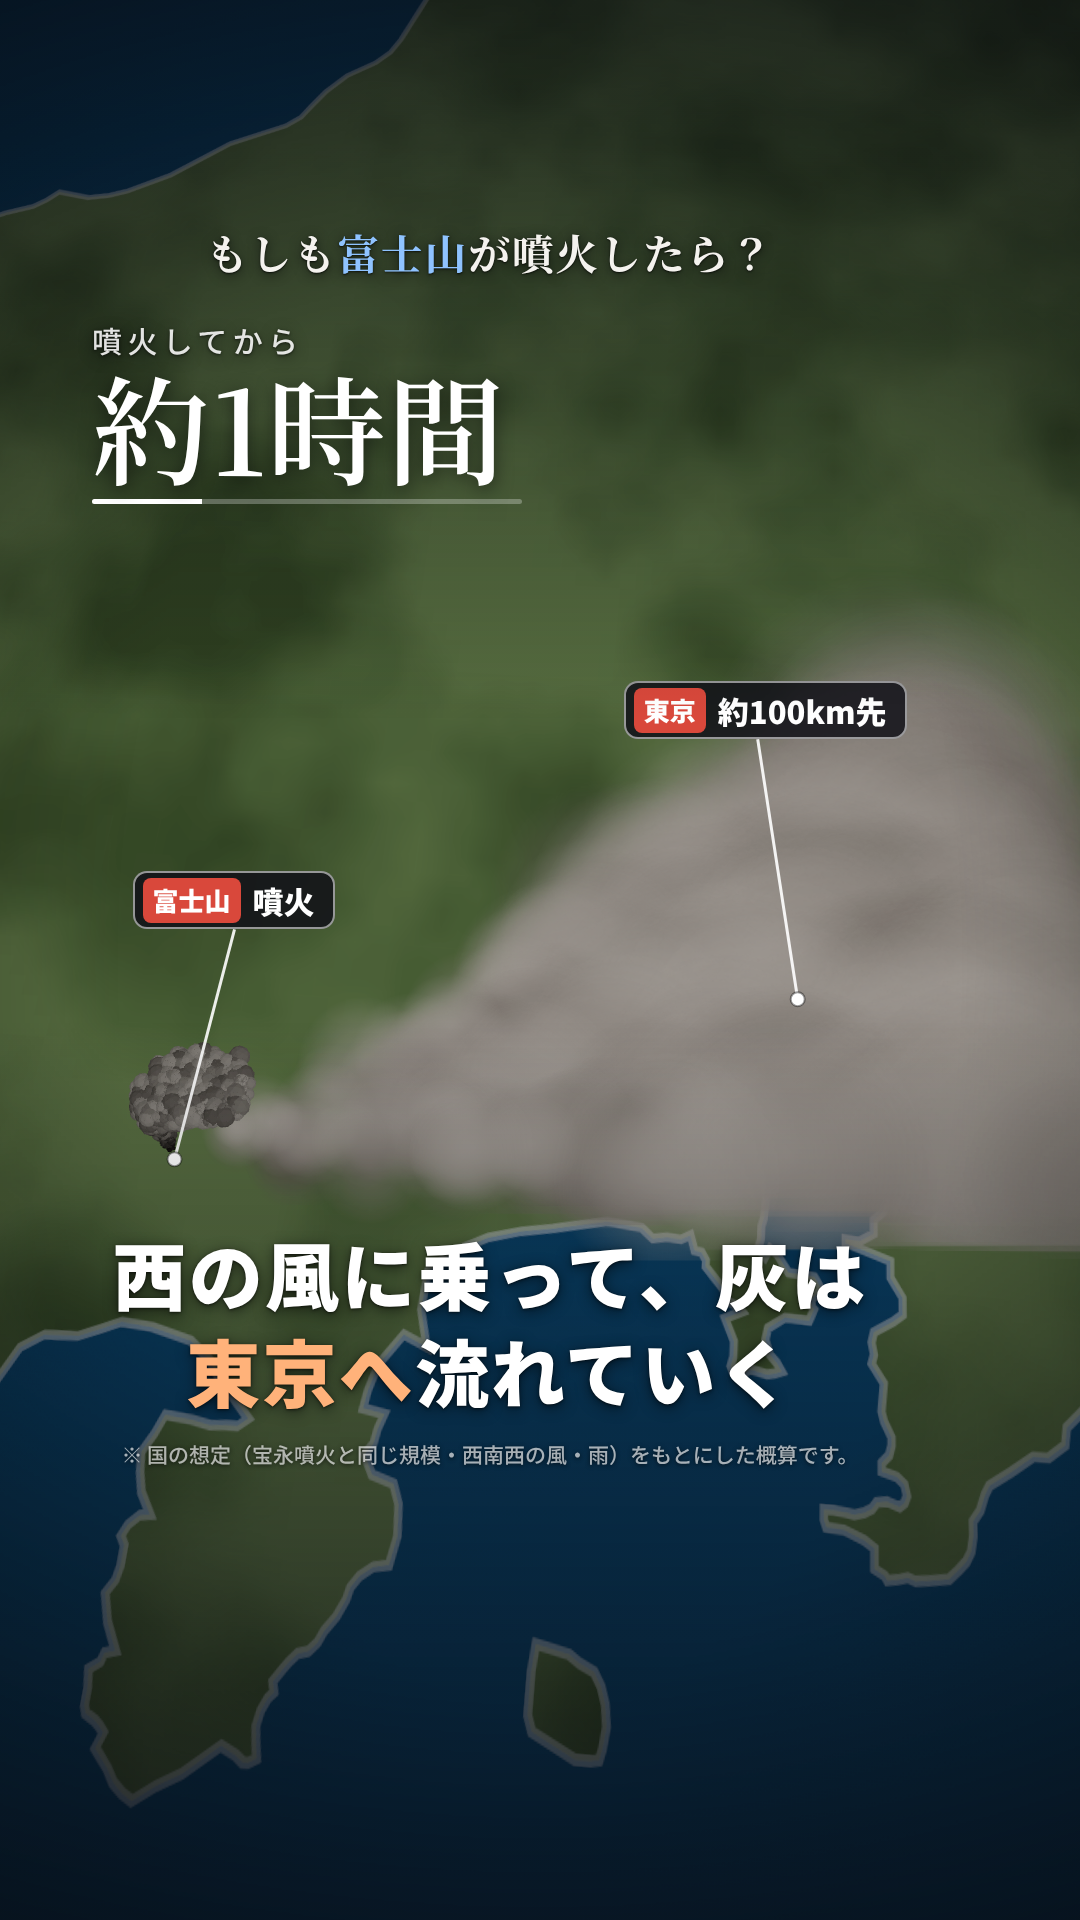 もしも富士山が噴火したら？
噴火してから
約1時間
東京 約100km先
富士山 噴火
西の風に乗って、灰は
東京へ流れていく
※ 国の想定（宝永噴火と同じ規模・西南西の風・雨）をもとにした概算です。